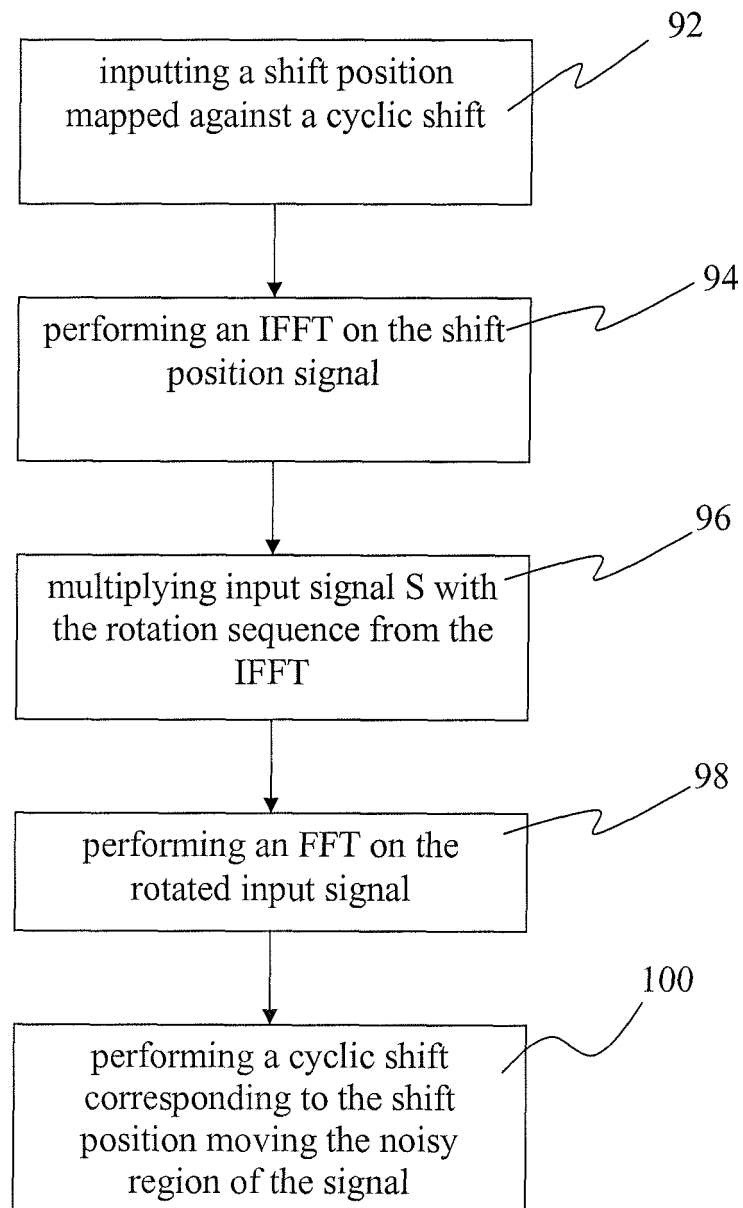 92
inputting a shift position
mapped against a cyclic shift
94
performing an IFFT on the shift
position signal
96
multiplying input signal S with
the rotation sequence from the
IFFT
98
performing an FFT on the
rotated input signal
100
performing a cyclic shift
corresponding to the shift
position moving the noisy
region of the signal